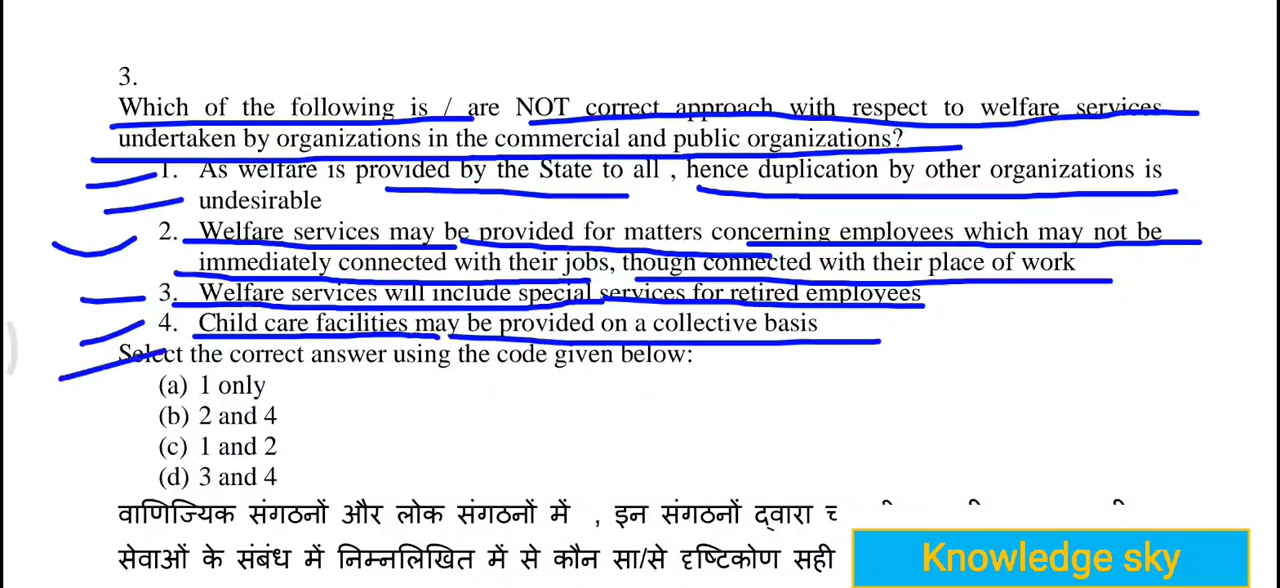 3.
Which of the following is / are NOT correct approach with respect to welfare services
undertaken by organizations in the commercial and public organizations?
1. As welfare is provided by the State to all , hence duplication by other organizations is
undesirable
2. Welfare services may be provided for matters concerning employees which may not be
immediately connected with their jobs, though connected with their place of work
3. Welfare services will include special services for retired employees
4. Child care facilities may be provided on a collective basis
Select the correct answer using the code given below:
(a) 1 only
(b) 2 and 4
(c) 1 and 2
(d) 3 and 4
वाणिज्यिक संगठनों और लोक संगठनों में , इन संगठनों द्वारा
सेवाओं के संबंध में निम्नलिखित में से कौन सा/से दृष्टिकोण सही
Knowledge sky